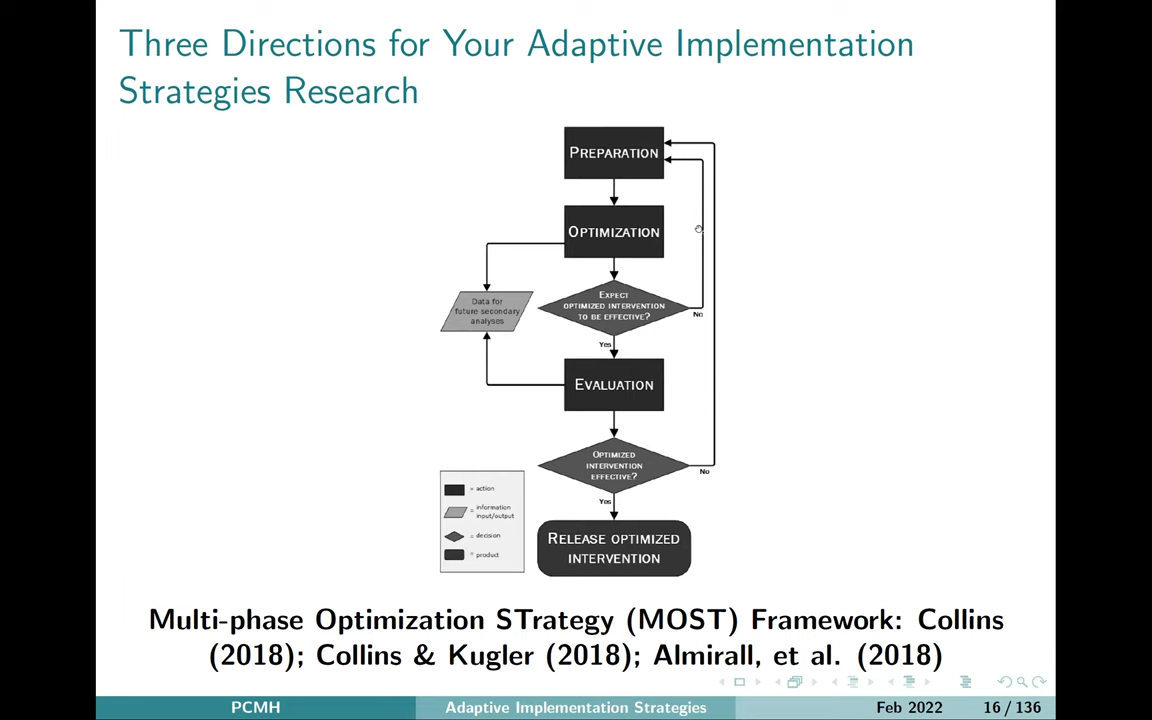 Three Directions for Your Adaptive Implementation
Strategies Research
PREPARATION
OPTIMIZATION
EXPECT
OPTIMIZED INTERVENTION
TO BE EFFECTIVE?
No
Data for
future secondary
analyses
Yes
EVALUATION
OPTIMIZED
INTERVENTION
EFFECTIVE?
No
Yes
= action
= information
input/output
= decision
= product
RELEASE OPTIMIZED
INTERVENTION
Multi-phase Optimization STrategy (MOST) Framework: Collins
(2018); Collins & Kugler (2018); Almirall, et al. (2018)
PCMH
Adaptive Implementation Strategies
Feb 2022
16 / 136